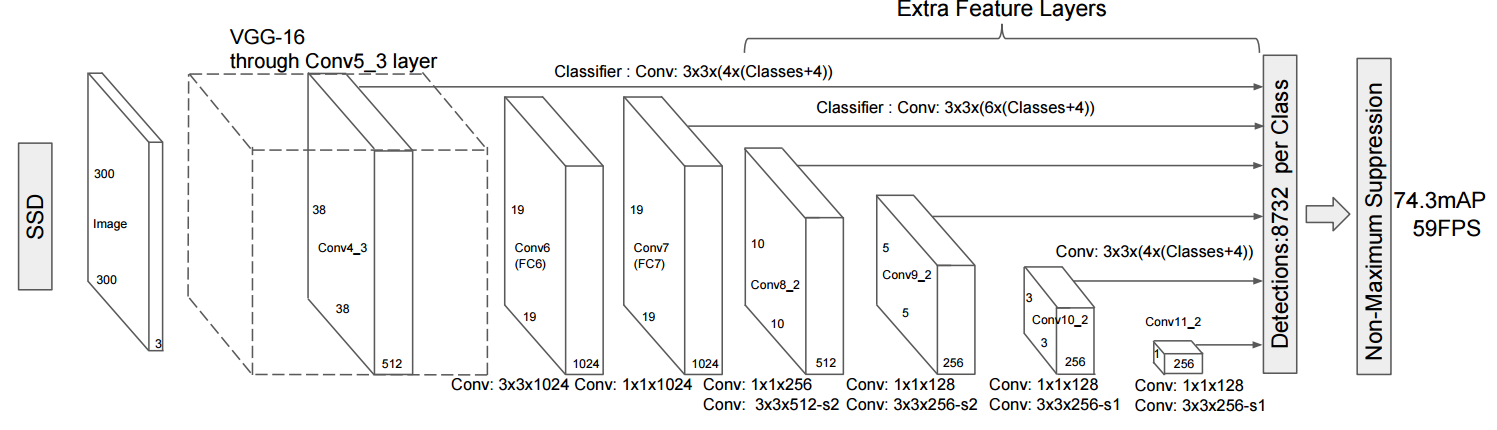 Extra Feature Layers
VGG-16
through Conv5_3 layer
Classifier : Conv: 3x3x(4x(Classes+4))
Classifier : Conv: 3x3x(6x(Classes+4))
SSD
300
Image
300
3
38
Conv4_3
38
512
19
Conv6
(FC6)
19
1024
19
Conv7
(FC7)
19
1024
10
Conv8_2
10
512
5
Conv9_2
5
256
Conv: 3x3x(4x(Classes+4))
3
Conv10_2
3
256
Conv11_2
1
256
Detections:8732 per Class
Non-Maximum Suppression
74.3mAP
59FPS
Conv: 3x3x1024
Conv: 1x1x1024
Conv: 1x1x256
Conv: 3x3x512-s2
Conv: 1x1x128
Conv: 3x3x256-s2
Conv: 1x1x128
Conv: 3x3x256-s1
Conv: 1x1x128
Conv: 3x3x256-s1